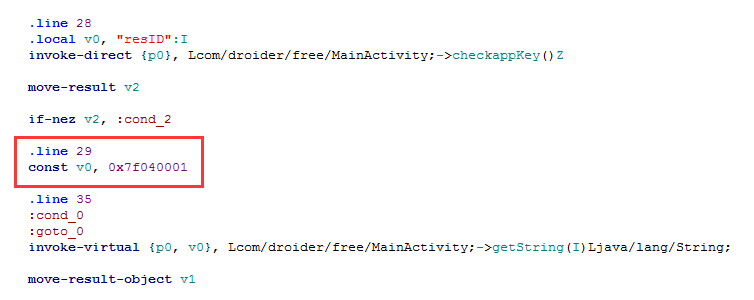 .line 28
.local v0, "resID":I
invoke-direct {p0}, Lcom/droider/free/MainActivity;->checkappKey()Z
move-result v2
if-nez v2, :cond_2
.line 29
const v0, 0x7f040001
.line 35
:cond_0
:goto_0
invoke-virtual {p0, v0}, Lcom/droider/free/MainActivity;->getString(I)Ljava/lang/String;
move-result-object v1